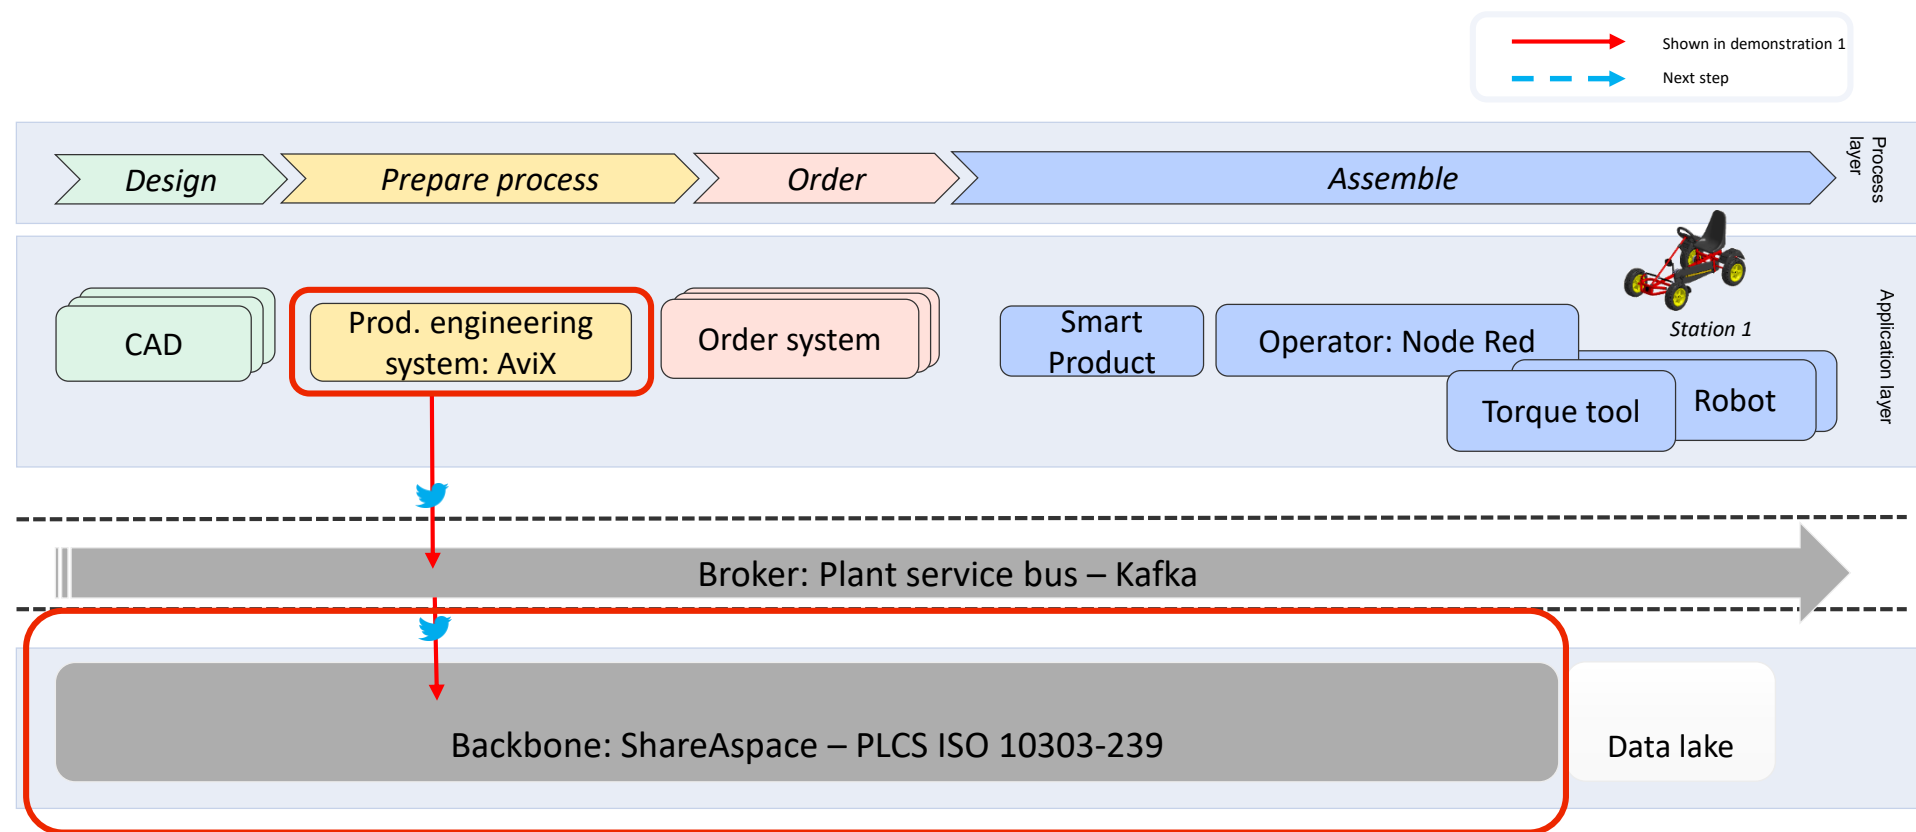 Shown in demonstration 1
Next step
Design
Prepare process
Order
Assemble
Process
layer
CAD
Prod. engineering
system: AviX
Order system
Smart
Product
Operator: Node Red
Station 1
Torque tool
Robot
Application layer
Broker: Plant service bus – Kafka
Backbone: ShareAspace – PLCS ISO 10303-239
Data lake